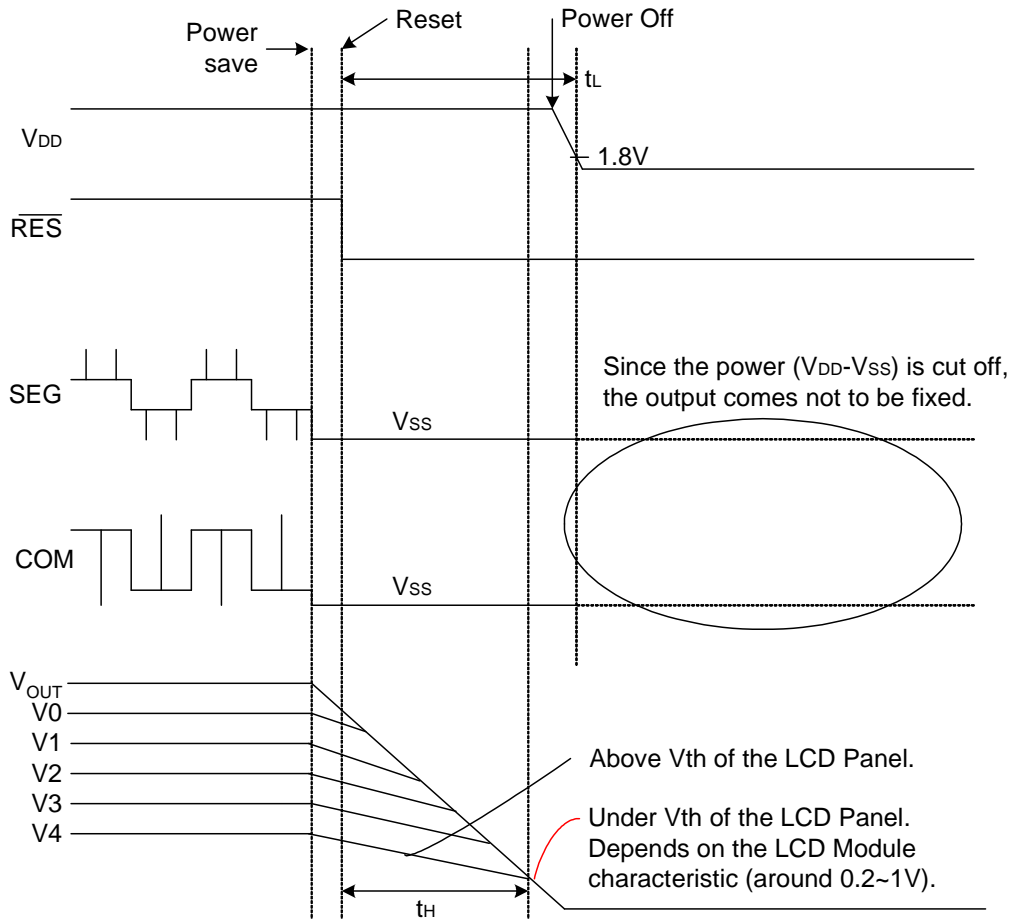 Power
save
Reset
Power Off
tL
VDD
1.8V
RES
SEG
VSS
Since the power (VDD-VSS) is cut off,
the output comes not to be fixed.
COM
VSS
VOUT
V0
V1
V2
V3
V4
Above Vth of the LCD Panel.
Under Vth of the LCD Panel.
Depends on the LCD Module
characteristic (around 0.2~1V).
tH